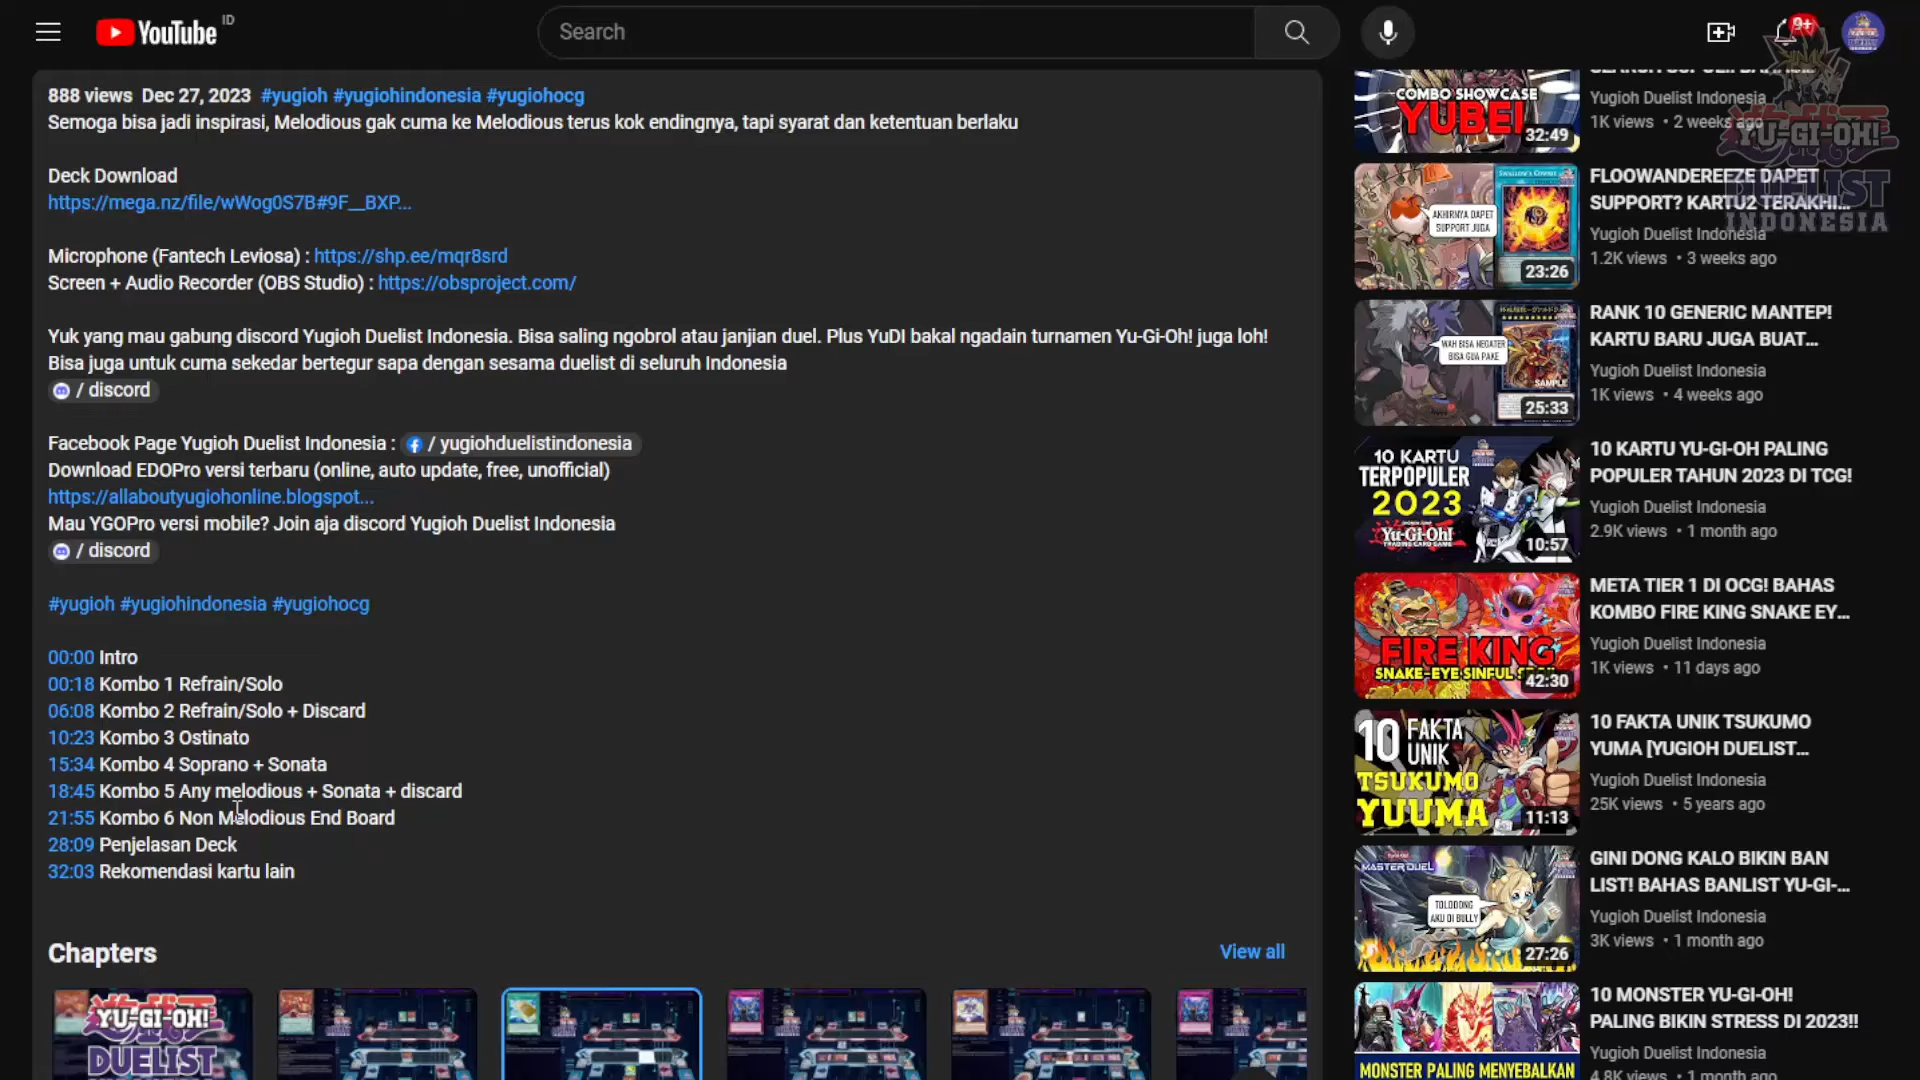 YouTube
ID
Search
9+
888 views Dec 27, 2023 #yugioh #yugiohindonesia #yugiohocg
Semoga bisa jadi inspirasi, Melodious gak cuma ke Melodious terus kok endingnya, tapi syarat dan ketentuan berlaku
Deck Download
https://mega.nz/file/wWog0S7B#9F__BXP...
Microphone (Fantech Leviosa) : https://shp.ee/mqr8srd
Screen + Audio Recorder (OBS Studio) : https://obsproject.com/
Yuk yang mau gabung discord Yugioh Duelist Indonesia. Bisa saling ngobrol atau janjian duel. Plus YuDI bakal ngadain turnamen Yu-Gi-Oh! juga loh!
Bisa juga untuk cuma sekedar bertegur sapa dengan sesama duelist di seluruh Indonesia
/ discord
Facebook Page Yugioh Duelist Indonesia : / yugiohduelistindonesia
Download EDOPro versi terbaru (online, auto update, free, unofficial)
https://allaboutyugiohonline.blogspot...
Mau YGOPro versi mobile? Join aja discord Yugioh Duelist Indonesia
/ discord
#yugioh #yugiohindonesia #yugiohocg
00:00 Intro
00:18 Kombo 1 Refrain/Solo
06:08 Kombo 2 Refrain/Solo + Discard
10:23 Kombo 3 Ostinato
15:34 Kombo 4 Soprano + Sonata
18:45 Kombo 5 Any melodious + Sonata + discard
21:55 Kombo 6 Non Melodious End Board
28:09 Penjelasan Deck
32:03 Rekomendasi kartu lain
Chapters
View all
YU-GI-OH!
DUELIST
COMBO SHOWCASE
YUBEL
32:49
Yugioh Duelist Indonesia
1K views • 2 weeks ago
YU-GI-OH!
DUELIST
INDONESIA
AKHIRNYA DAPET
SUPPORT JUGA
23:26
FLOOWANDEREEZE DAPET
SUPPORT? KARTU2 TERAKHI...
Yugioh Duelist Indonesia
1.2K views • 3 weeks ago
WAH BISA NEGATE?
BISA GUA PAKE
SAMPLE
25:33
RANK 10 GENERIC MANTEP!
KARTU BARU JUGA BUAT...
Yugioh Duelist Indonesia
1K views • 4 weeks ago
10 KARTU
TERPOPULER
2023
Yu-Gi-Oh!
10:57
10 KARTU YU-GI-OH PALING
POPULER TAHUN 2023 DI TCG!
Yugioh Duelist Indonesia
2.9K views • 1 month ago
FIRE KING
42:30
META TIER 1 DI OCG! BAHAS
KOMBO FIRE KING SNAKE EY...
Yugioh Duelist Indonesia
1K views • 11 days ago
10 FAKTA
UNIK
TSUKUMO
YUUMA
11:13
10 FAKTA UNIK TSUKUMO
YUMA [YUGIOH DUELIST...
Yugioh Duelist Indonesia
25K views • 5 years ago
MASTER DUEL
TOLOOONG
AKU DI BULLY
27:26
GINI DONG KALO BIKIN BAN
LIST! BAHAS BANLIST YU-GI-...
Yugioh Duelist Indonesia
3K views • 1 month ago
MONSTER PALING MENYEBALKAN
10 MONSTER YU-GI-OH!
PALING BIKIN STRESS DI 2023!!
Yugioh Duelist Indonesia
4.8K views • 1 month ago